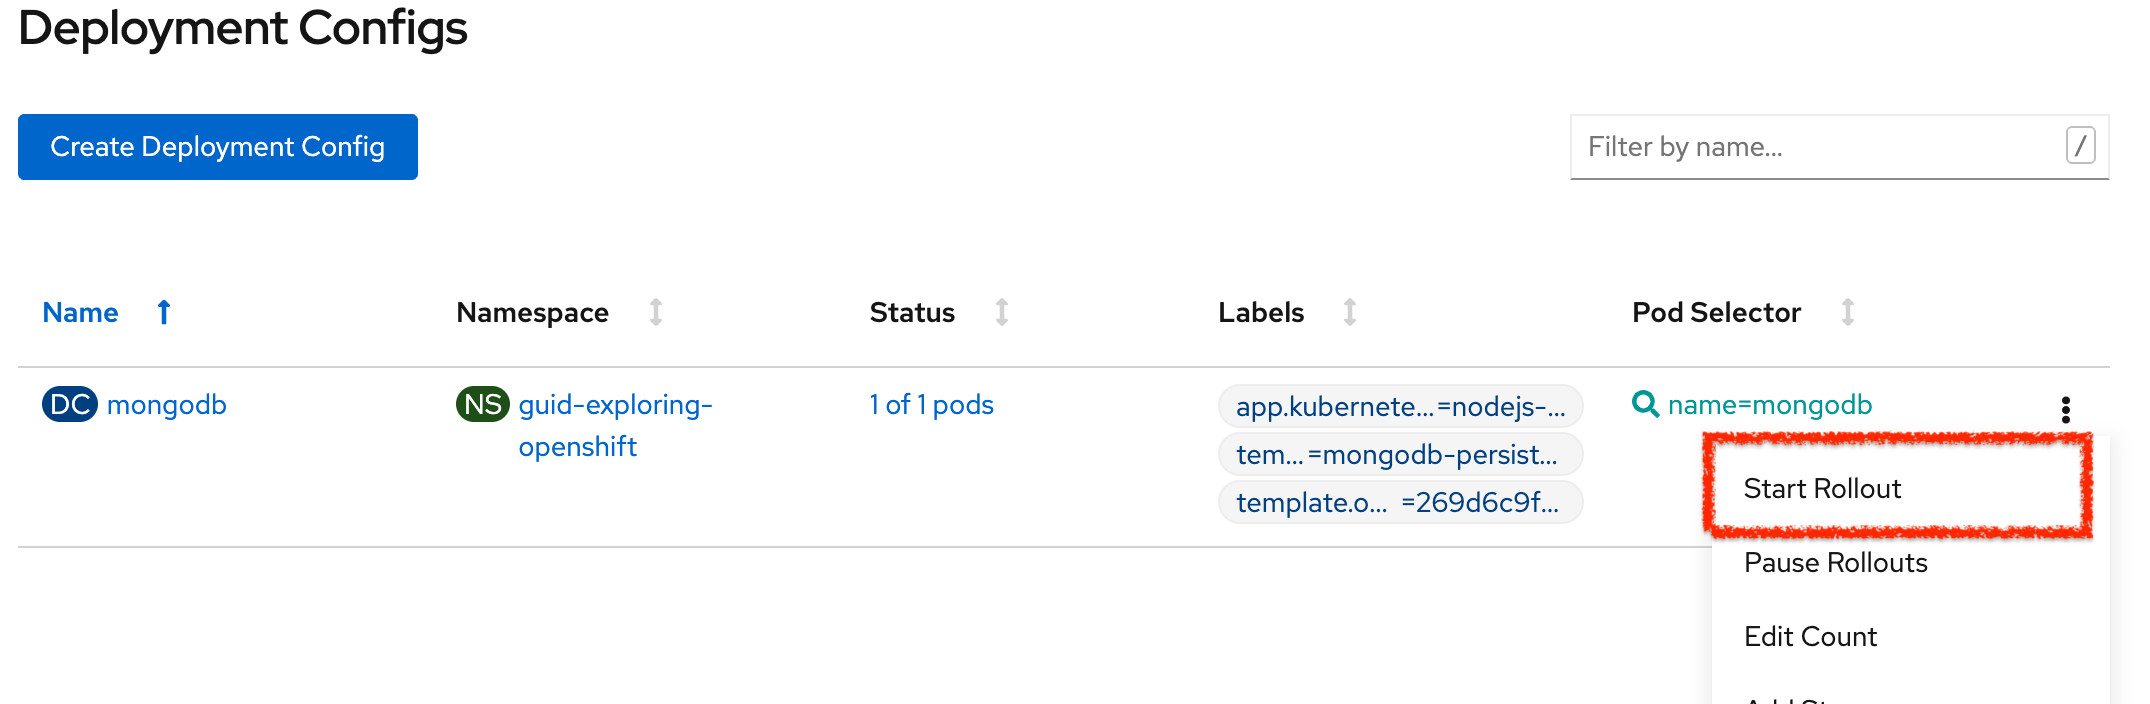 Deployment Configs
Create Deployment Config
Filter by name...
/
Name Namespace Status Labels Pod Selector
DC mongodb
NS guid-exploring-
openshift
1 of 1 pods
app.kubernete...=nodejs-...
tem...=mongodb-persist...
template.o... =269d6c9f...
name=mongodb
Start Rollout
Pause Rollouts
Edit Count